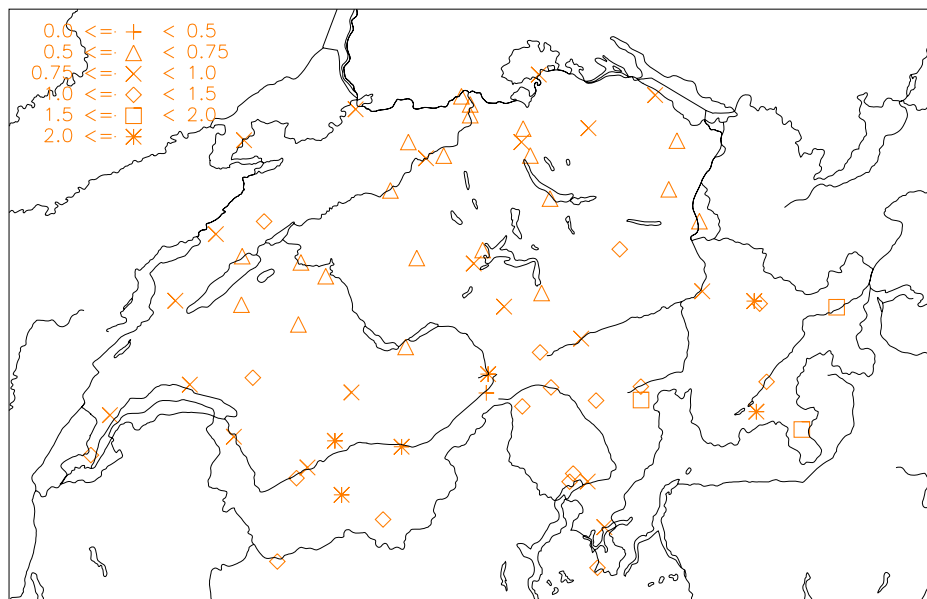 0.0 <= + < 0.5
0.5 <= △ < 0.75
0.75 <= × < 1.0
1.0 <= ◇ < 1.5
1.5 <= □ < 2.0
2.0 <= ✳